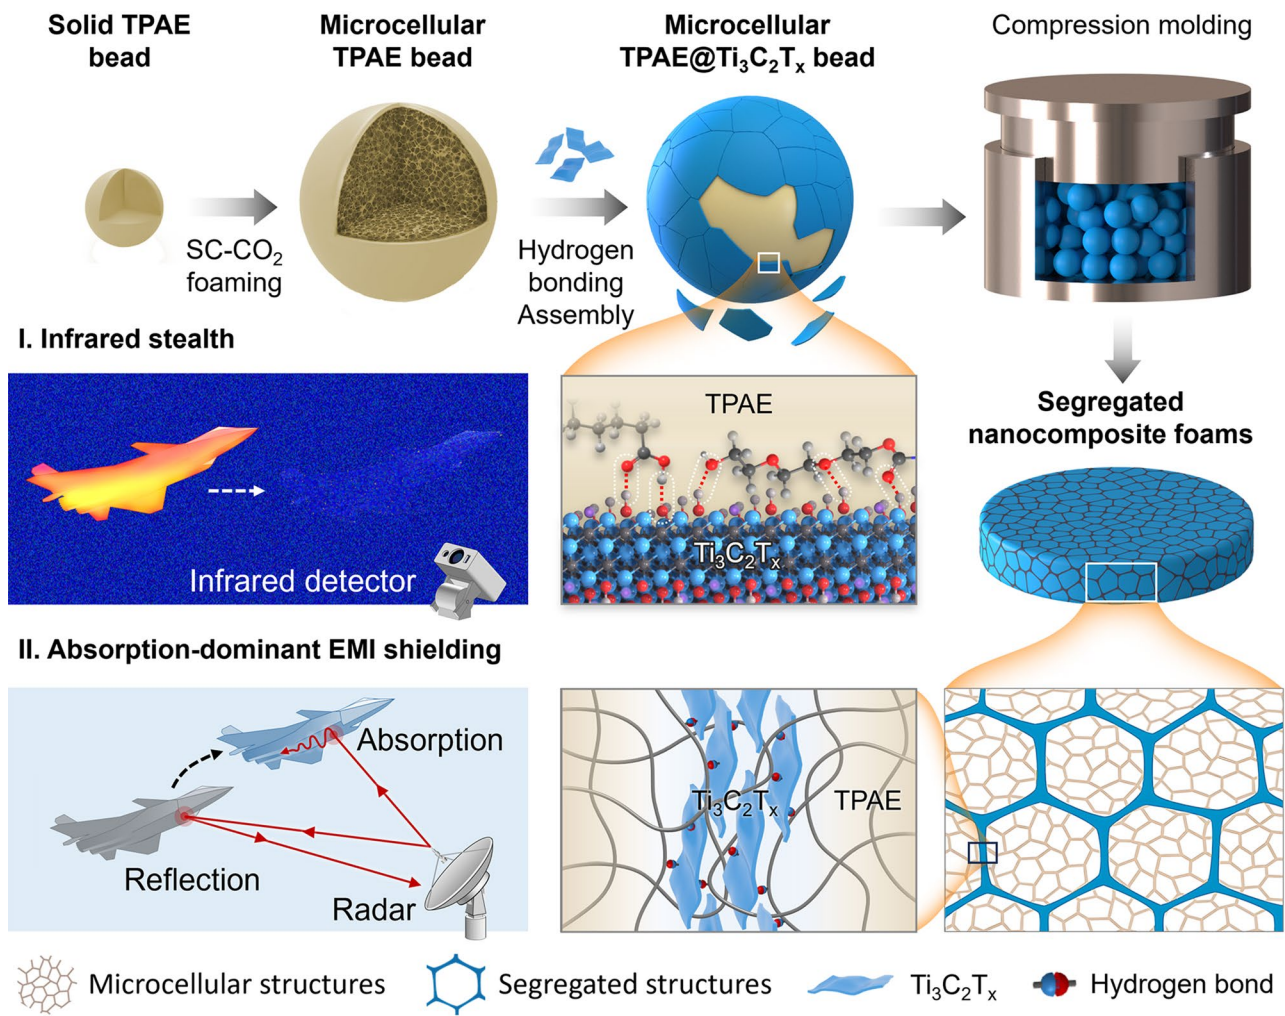 Solid TPAE
bead
Microcellular
TPAE bead
Microcellular
TPAE@Ti₃C₂Tₓ bead
Compression molding
SC-CO₂
foaming
Hydrogen
bonding
Assembly
I. Infrared stealth
Infrared detector
TPAE
Ti₃C₂Tₓ
Segregated
nanocomposite foams
II. Absorption-dominant EMI shielding
Absorption
Reflection
Radar
Ti₃C₂Tₓ
TPAE
Microcellular structures
Segregated structures
Ti₃C₂Tₓ
Hydrogen bond